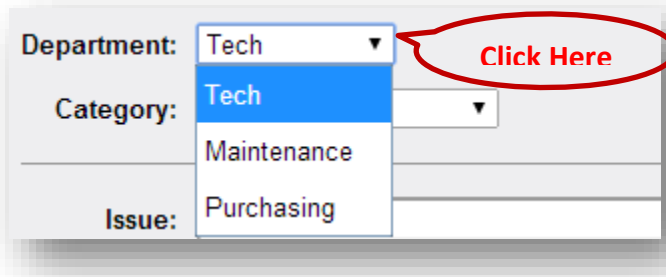 Department: Tech
Click Here
Tech
Category:
Maintenance
Purchasing
Issue: